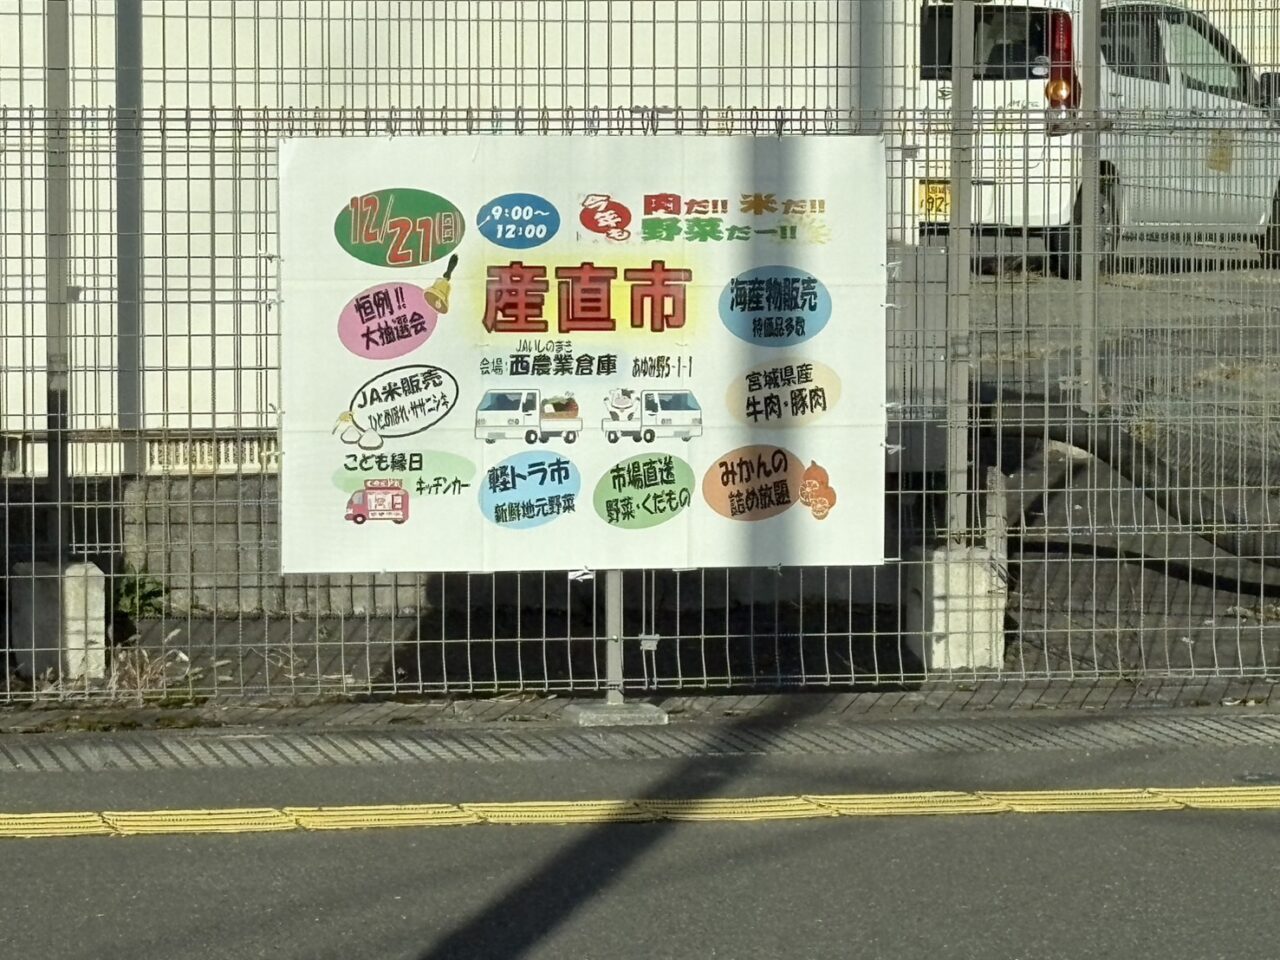 12/21(日)
9:00~
12:00
今年も
肉だ!! 米だ!!
野菜だー!!
恒例!!
大抽選会
産直市
海産物販売
特価品多数
JAいしのまき
会場:西農業倉庫 あゆみ野5-1-1
JA米販売
ひとめぼれ・ササニシキ
宮城県産
牛肉・豚肉
こども縁日
キッチンカー
軽トラ市
新鮮地元野菜
市場直送
野菜・くだもの
みかんの
詰め放題